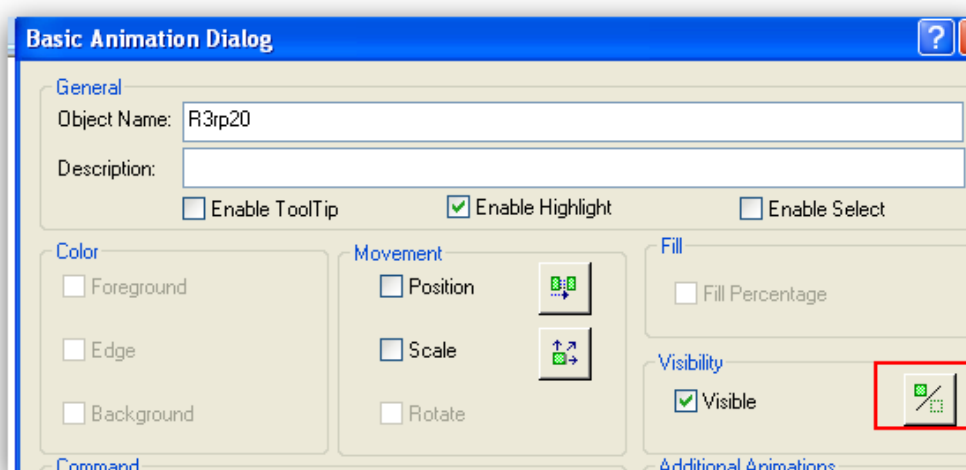 Basic Animation Dialog
?
General
Object Name: R3rp20
Description:
Enable ToolTip Enable Highlight Enable Select
Color
Foreground
Edge
Background
Movement
Position
Scale
Rotate
Fill
Fill Percentage
Visibility
Visible
Command
Additional Animations